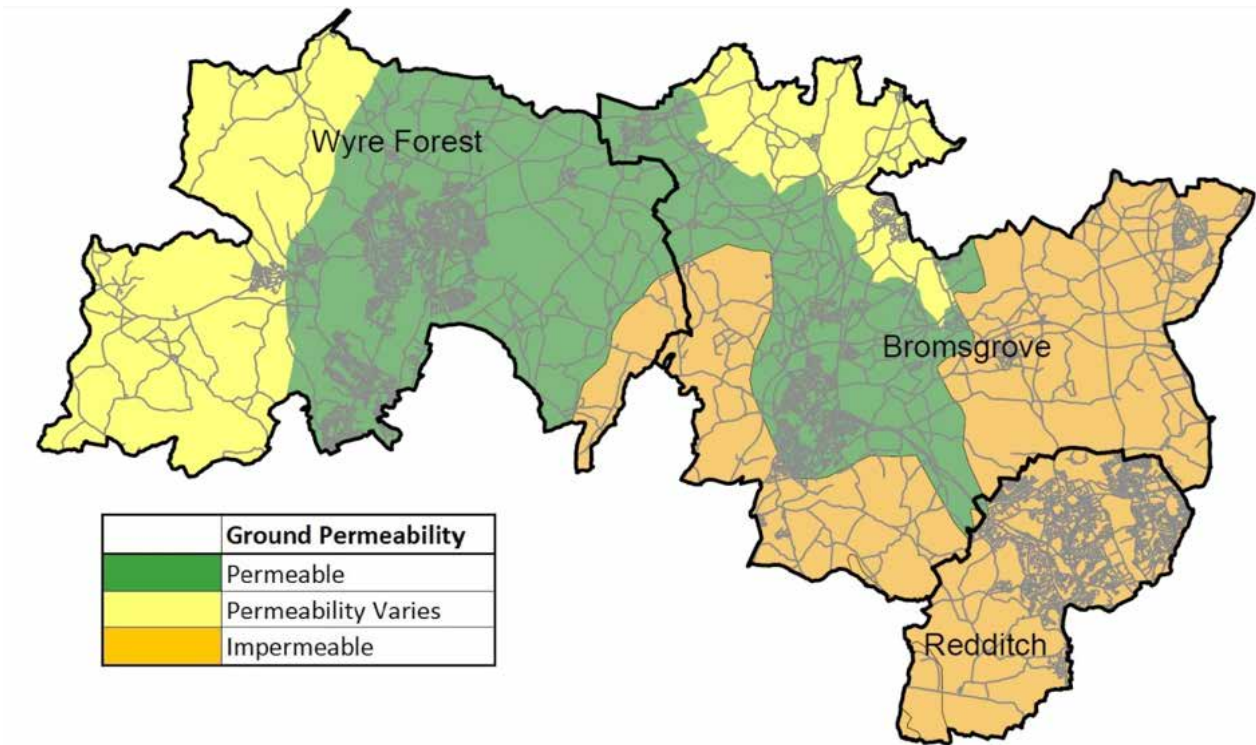 Wyre Forest
Bromsgrove
Redditch
Ground Permeability
Permeable
Permeability Varies
Impermeable